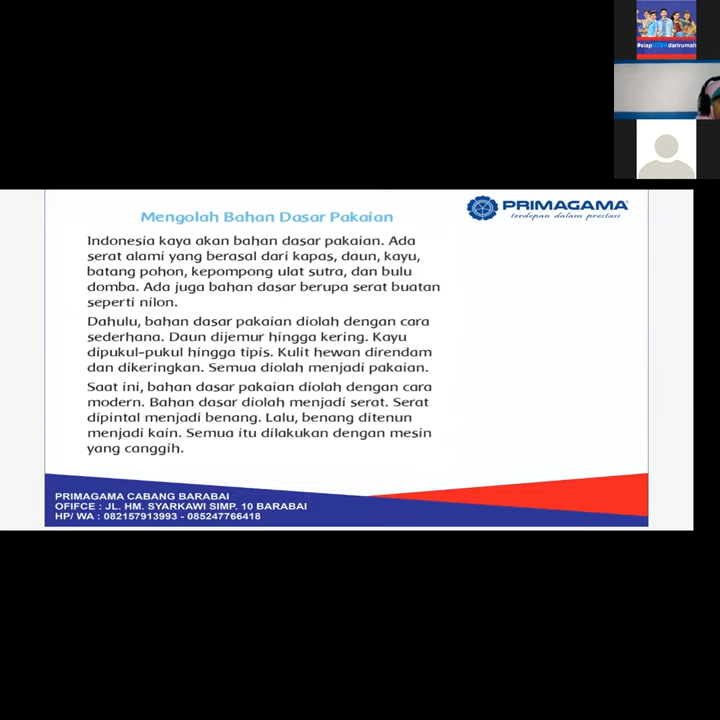 #siapUTBKdarirumah
PRIMAGAMA
terdepan dalam prestasi
Mengolah Bahan Dasar Pakaian
Indonesia kaya akan bahan dasar pakaian. Ada
serat alami yang berasal dari kapas, daun, kayu,
batang pohon, kepompong ulat sutra, dan bulu
domba. Ada juga bahan dasar berupa serat buatan
seperti nilon.
Dahulu, bahan dasar pakaian diolah dengan cara
sederhana. Daun dijemur hingga kering. Kayu
dipukul-pukul hingga tipis. Kulit hewan direndam
dan dikeringkan. Semua diolah menjadi pakaian.
Saat ini, bahan dasar pakaian diolah dengan cara
modern. Bahan dasar diolah menjadi serat. Serat
dipintal menjadi benang. Lalu, benang ditenun
menjadi kain. Semua itu dilakukan dengan mesin
yang canggih.
PRIMAGAMA CABANG BARABAI
OFIFCE : JL. HM. SYARKAWI SIMP. 10 BARABAI
HP/ WA : 082157913993 - 085247766418